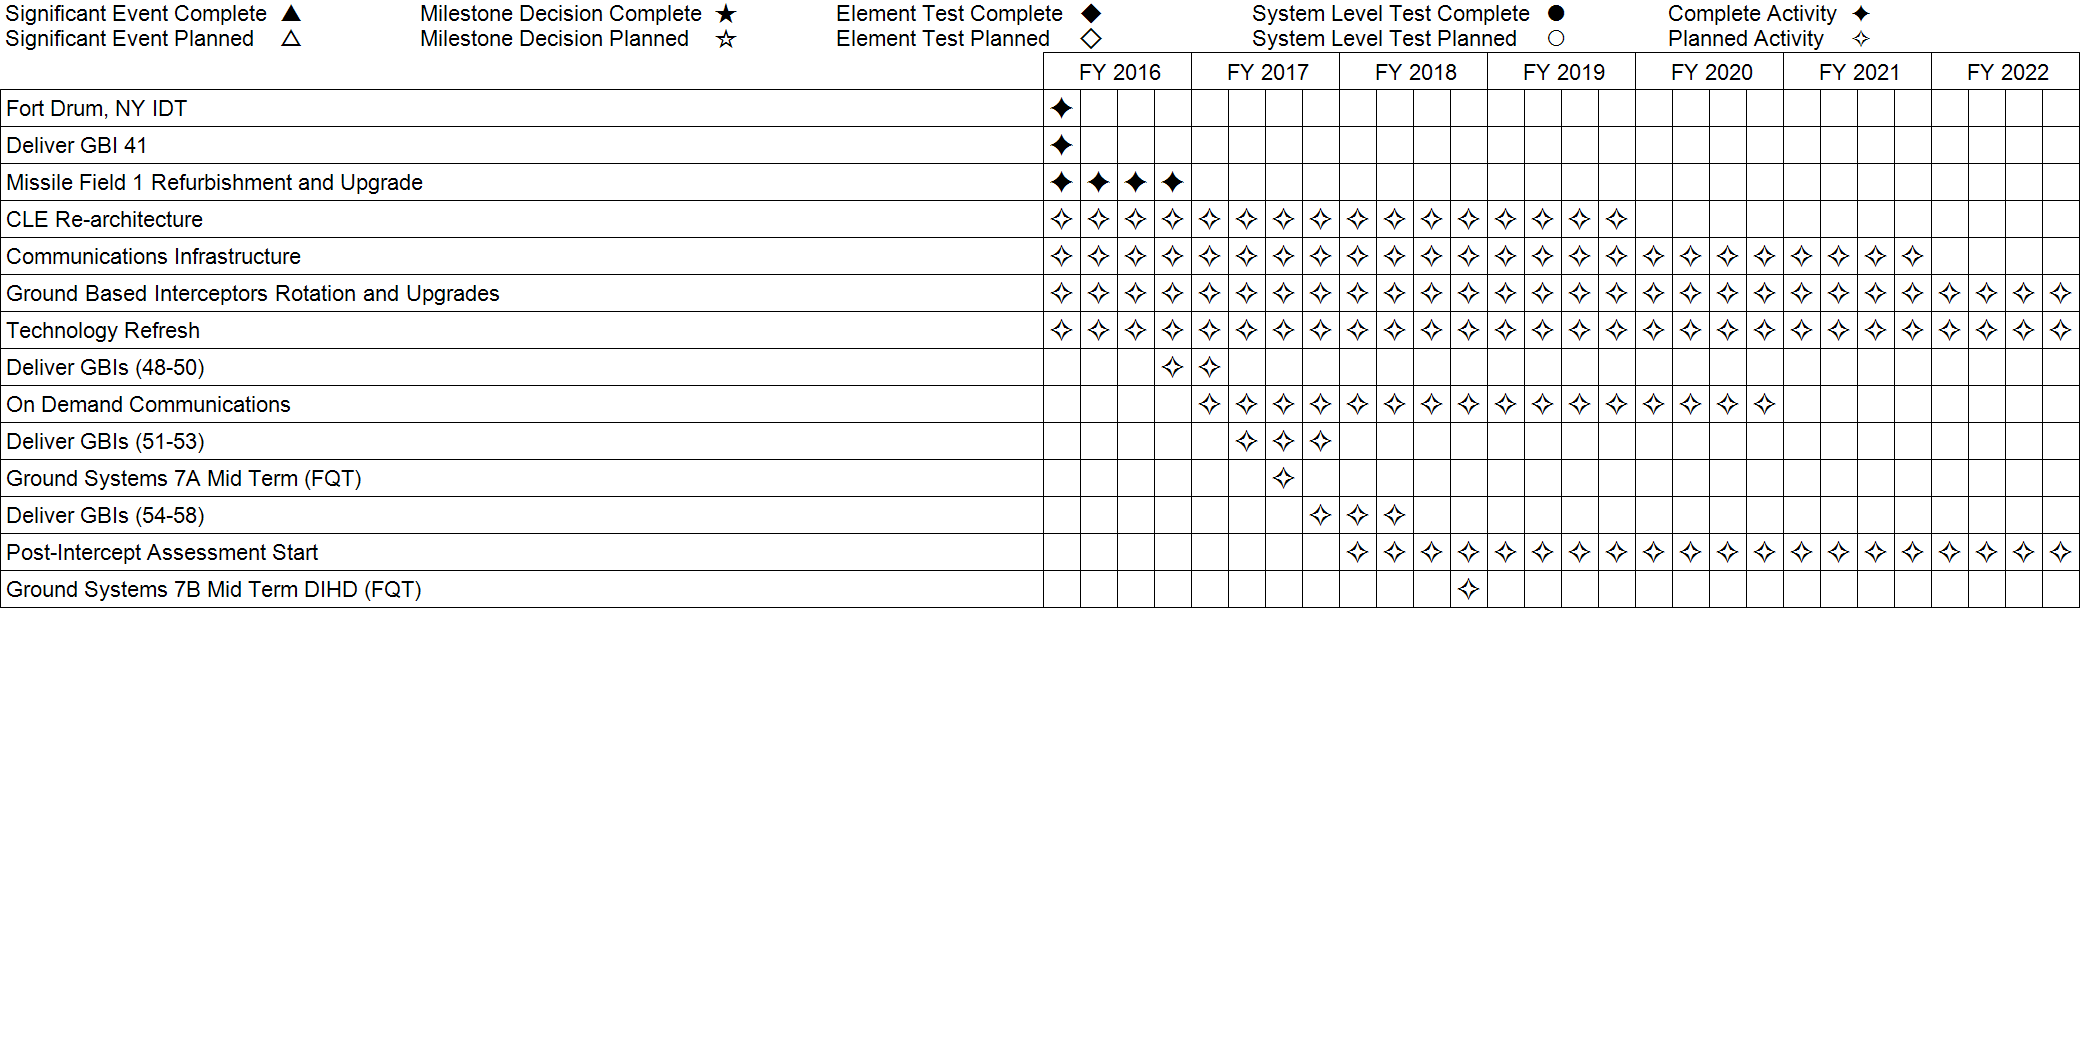 Significant Event Complete ▲ Milestone Decision Complete ★ Element Test Complete ◆ System Level Test Complete ● Complete Activity ✦
Significant Event Planned △ Milestone Decision Planned ☆ Element Test Planned ◇ System Level Test Planned ○ Planned Activity ✧
FY 2016 FY 2017 FY 2018 FY 2019 FY 2020 FY 2021 FY 2022
Fort Drum, NY IDT
Deliver GBI 41
Missile Field 1 Refurbishment and Upgrade
CLE Re-architecture
Communications Infrastructure
Ground Based Interceptors Rotation and Upgrades
Technology Refresh
Deliver GBIs (48-50)
On Demand Communications
Deliver GBIs (51-53)
Ground Systems 7A Mid Term (FQT)
Deliver GBIs (54-58)
Post-Intercept Assessment Start
Ground Systems 7B Mid Term DIHD (FQT)